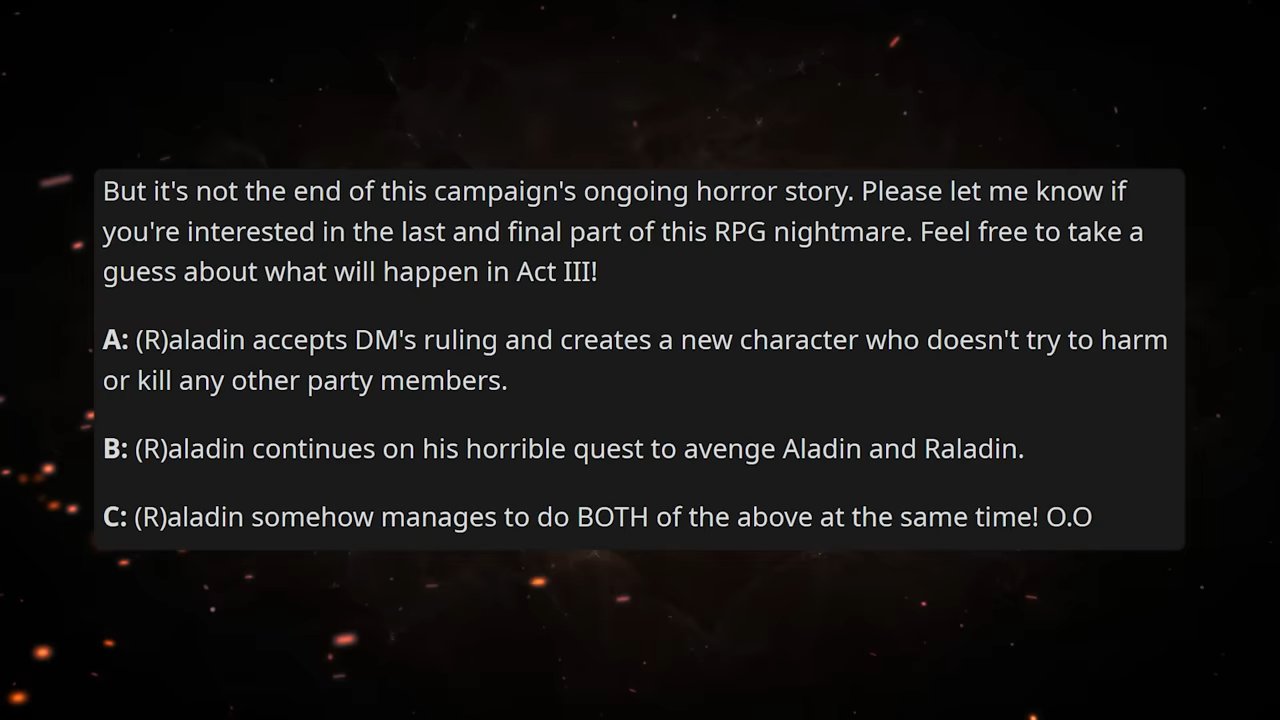 But it's not the end of this campaign's ongoing horror story. Please let me know if
you're interested in the last and final part of this RPG nightmare. Feel free to take a
guess about what will happen in Act III!
A: (R)aladin accepts DM's ruling and creates a new character who doesn't try to harm
or kill any other party members.
B: (R)aladin continues on his horrible quest to avenge Aladin and Raladin.
C: (R)aladin somehow manages to do BOTH of the above at the same time! O.O